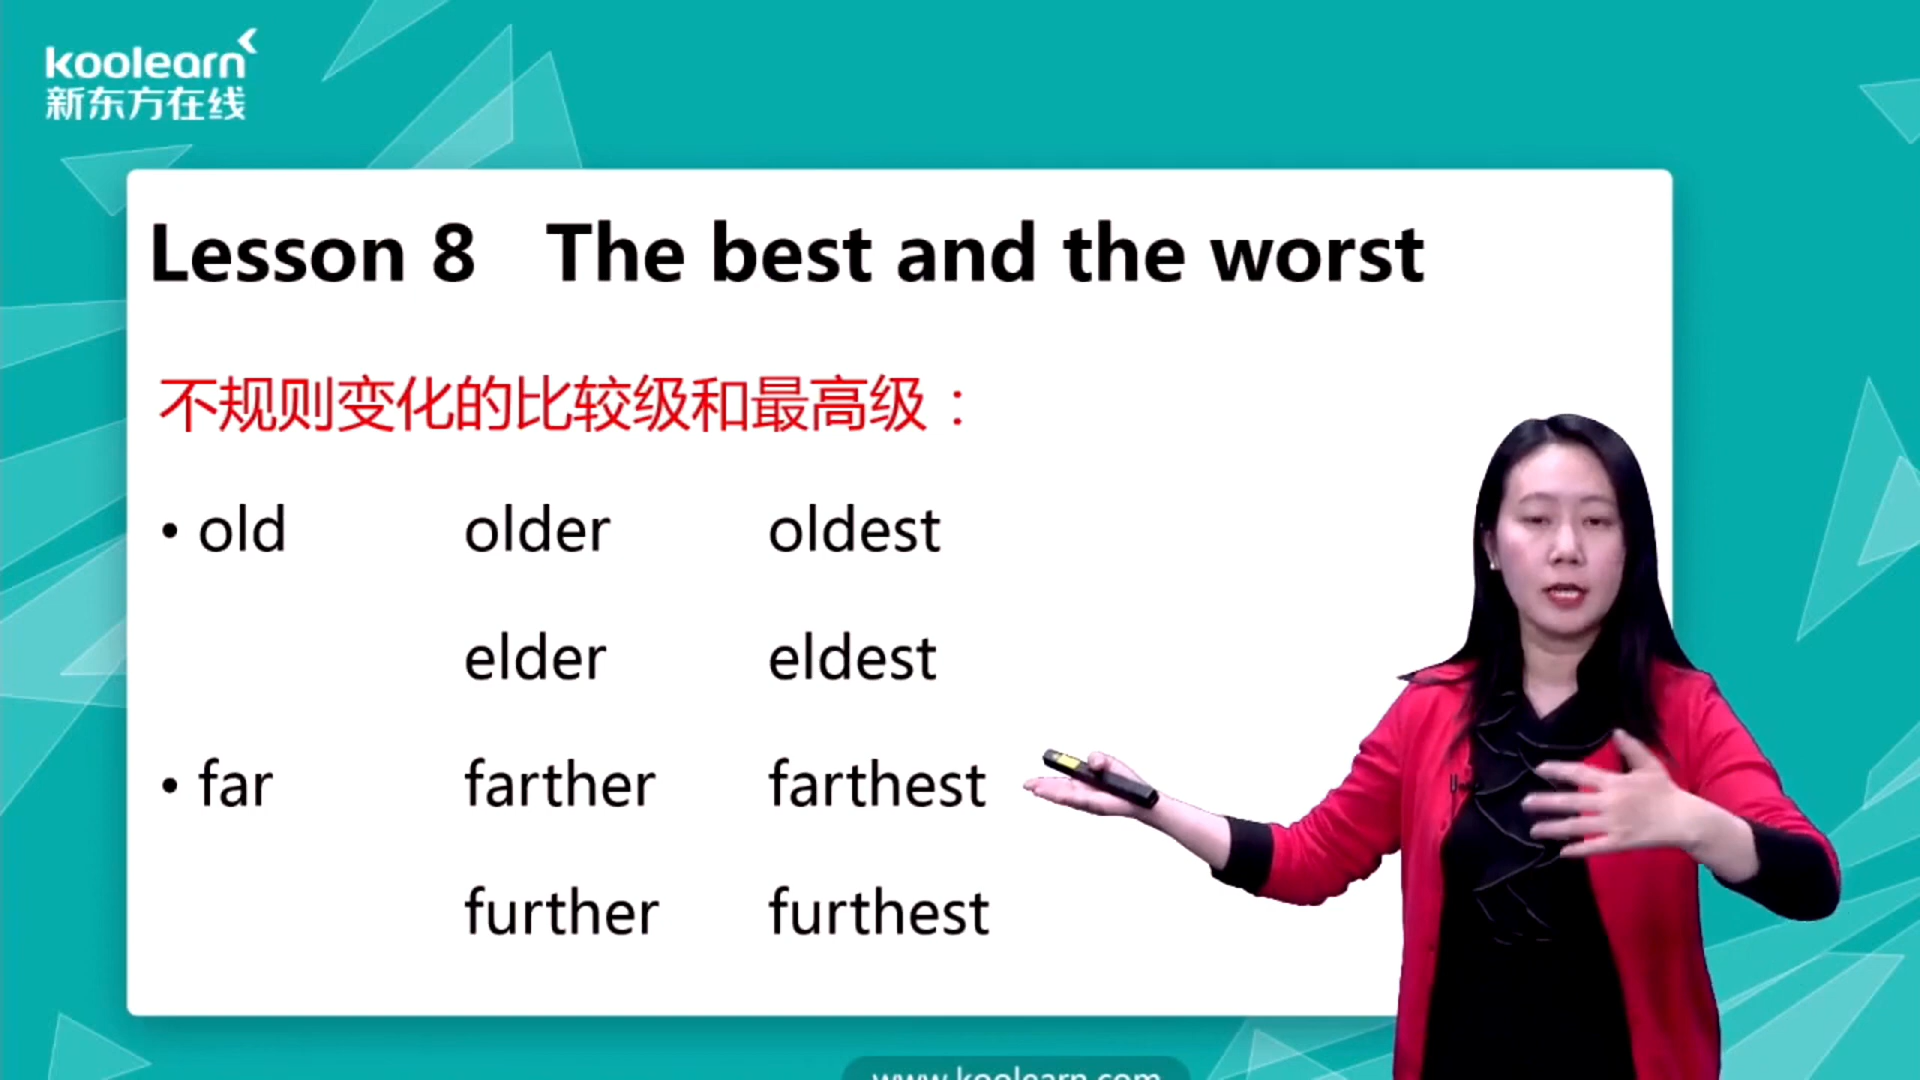 koolearn
新东方在线
Lesson 8 The best and the worst
不规则变化的比较级和最高级：
• old older oldest
elder eldest
• far farther farthest
further furthest
www.koolearn.com